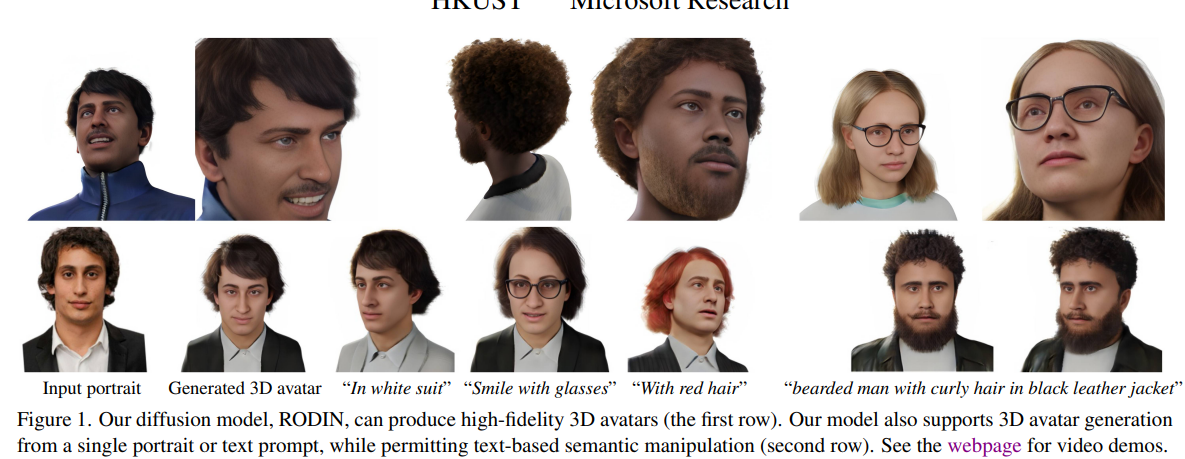 HKUST Microsoft Research
Input portrait Generated 3D avatar “In white suit” “Smile with glasses” “With red hair” “bearded man with curly hair in black leather jacket”
Figure 1. Our diffusion model, RODIN, can produce high-fidelity 3D avatars (the first row). Our model also supports 3D avatar generation
from a single portrait or text prompt, while permitting text-based semantic manipulation (second row). See the webpage for video demos.